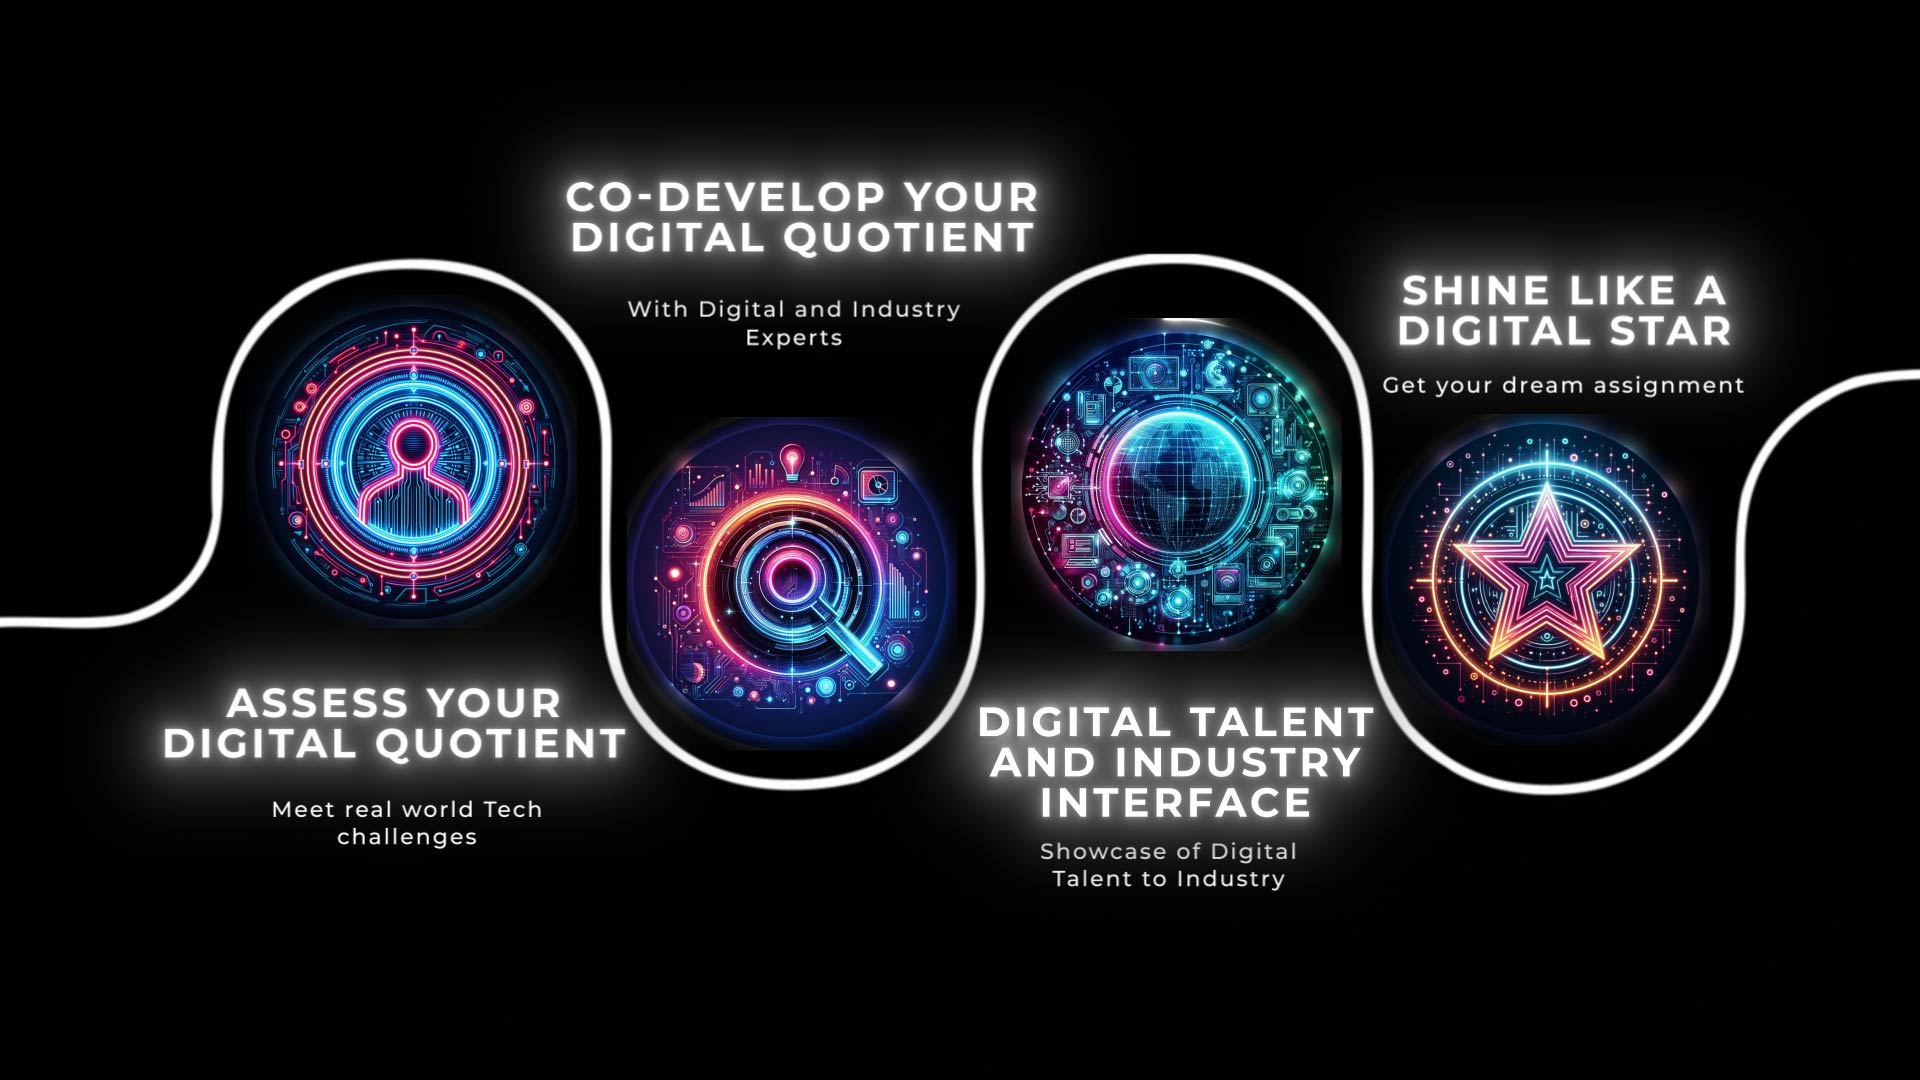 CO-DEVELOP YOUR
DIGITAL QUOTIENT
With Digital and Industry
Experts
SHINE LIKE A
DIGITAL STAR
Get your dream assignment
ASSESS YOUR
DIGITAL QUOTIENT
Meet real world Tech
challenges
DIGITAL TALENT
AND INDUSTRY
INTERFACE
Showcase of Digital
Talent to Industry